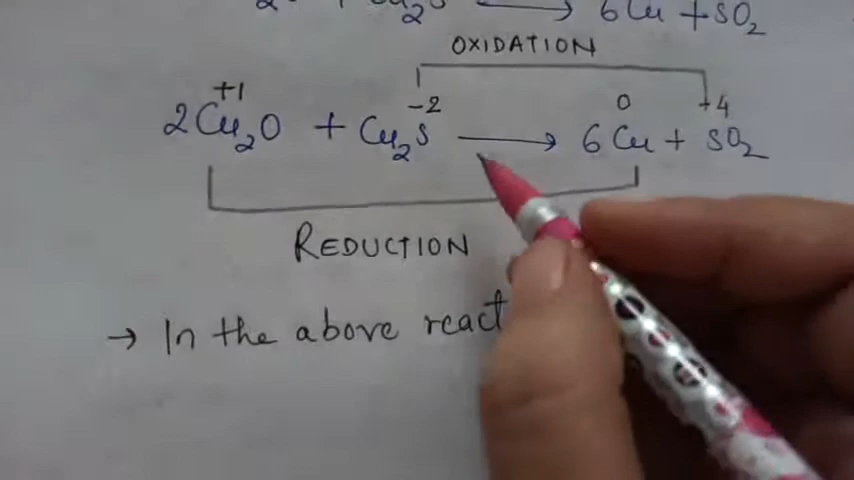 6Cu + SO2
OXIDATION
+1 -2 0 +4
2Cu2O + Cu2S → 6Cu + SO2
REDUCTION
→ In the above react